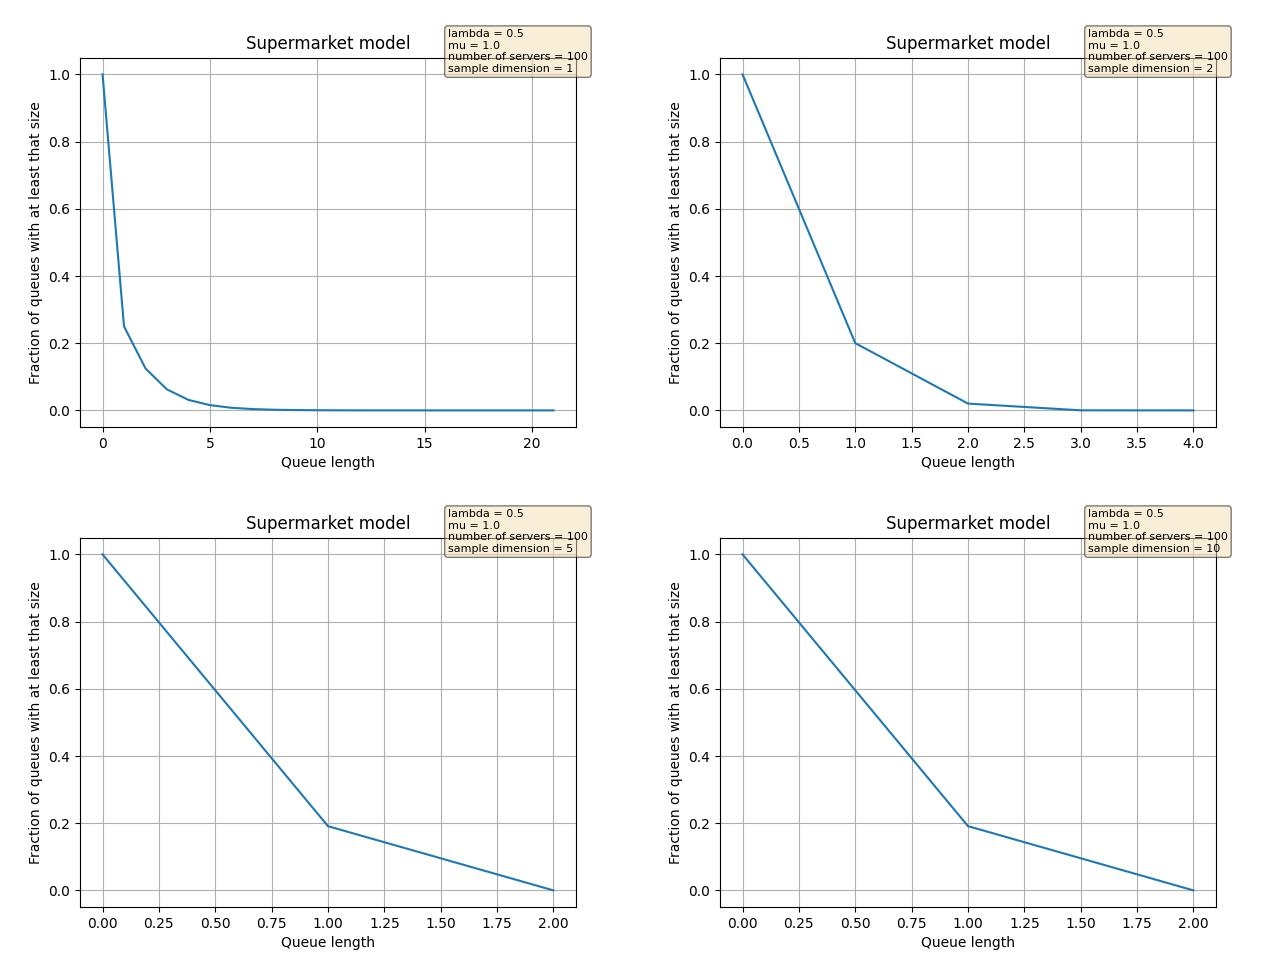 Supermarket model
lambda = 0.5
mu = 1.0
number of servers = 100
sample dimension = 1
Fraction of queues with at least that size
1.0
0.8
0.6
0.4
0.2
0.0
0 5 10 15 20
Queue length
Supermarket model
lambda = 0.5
mu = 1.0
number of servers = 100
sample dimension = 2
Fraction of queues with at least that size
1.0
0.8
0.6
0.4
0.2
0.0
0.0 0.5 1.0 1.5 2.0 2.5 3.0 3.5 4.0
Queue length
Supermarket model
lambda = 0.5
mu = 1.0
number of servers = 100
sample dimension = 5
Fraction of queues with at least that size
1.0
0.8
0.6
0.4
0.2
0.0
0.00 0.25 0.50 0.75 1.00 1.25 1.50 1.75 2.00
Queue length
Supermarket model
lambda = 0.5
mu = 1.0
number of servers = 100
sample dimension = 10
Fraction of queues with at least that size
1.0
0.8
0.6
0.4
0.2
0.0
0.00 0.25 0.50 0.75 1.00 1.25 1.50 1.75 2.00
Queue length